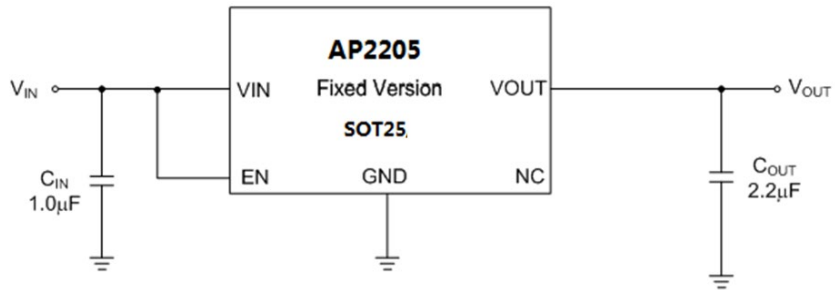 AP2205
VIN VIN Fixed Version VOUT VOUT
SOT25,
EN GND NC
CIN
1.0μF
COUT
2.2μF